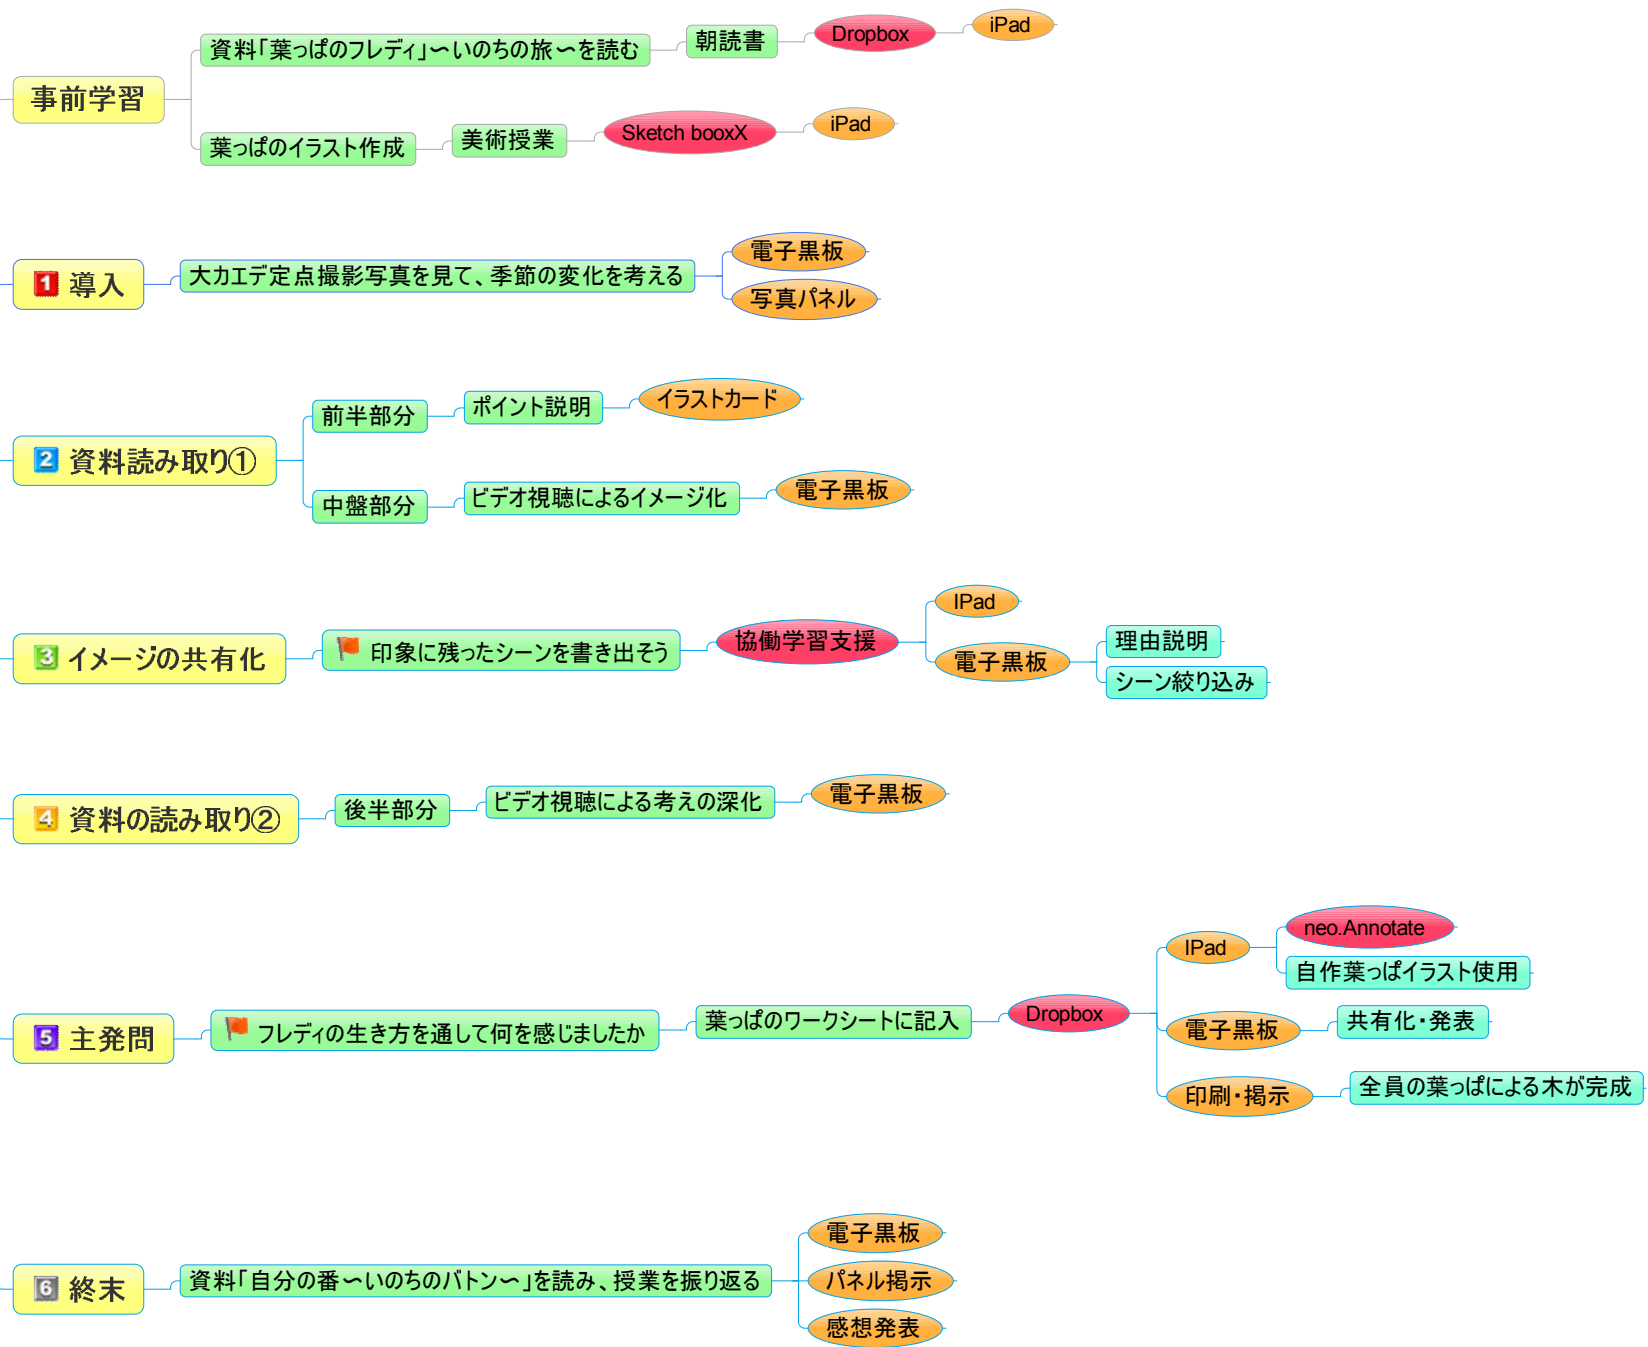 資料「葉っぱのフレディ」～いのちの旅～を読む
朝読書
Dropbox
iPad
事前学習
葉っぱのイラスト作成
美術授業
Sketch booxX
iPad
1 導入
大カエデ定点撮影写真を見て、季節の変化を考える
電子黒板
写真パネル
2 資料読み取り①
前半部分
ポイント説明
イラストカード
中盤部分
ビデオ視聴によるイメージ化
電子黒板
3 イメージの共有化
印象に残ったシーンを書き出そう
協働学習支援
IPad
電子黒板
理由説明
シーン絞り込み
4 資料の読み取り②
後半部分
ビデオ視聴による考えの深化
電子黒板
5 主発問
フレディの生き方を通して何を感じましたか
葉っぱのワークシートに記入
Dropbox
IPad
neo.Annotate
自作葉っぱイラスト使用
電子黒板
共有化・発表
印刷・掲示
全員の葉っぱによる木が完成
6 終末
資料「自分の番～いのちのバトン～」を読み、授業を振り返る
電子黒板
パネル掲示
感想発表